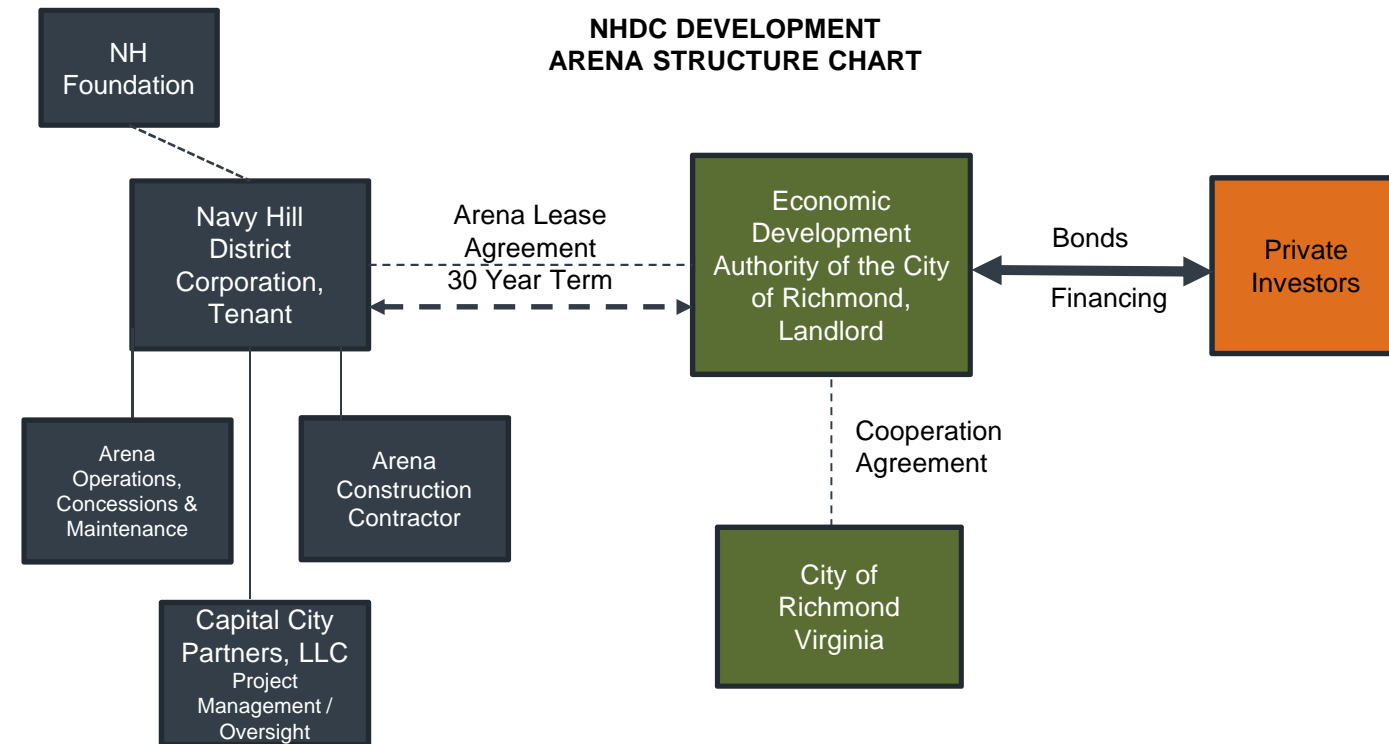 NHDC DEVELOPMENT
ARENA STRUCTURE CHART
NH
Foundation
Navy Hill
District
Corporation,
Tenant
Arena Lease
Agreement
30 Year Term
Economic
Development
Authority of the City
of Richmond,
Landlord
Bonds
Financing
Private
Investors
Arena
Operations,
Concessions &
Maintenance
Arena
Construction
Contractor
Cooperation
Agreement
City of
Richmond
Virginia
Capital City
Partners, LLC
Project
Management /
Oversight